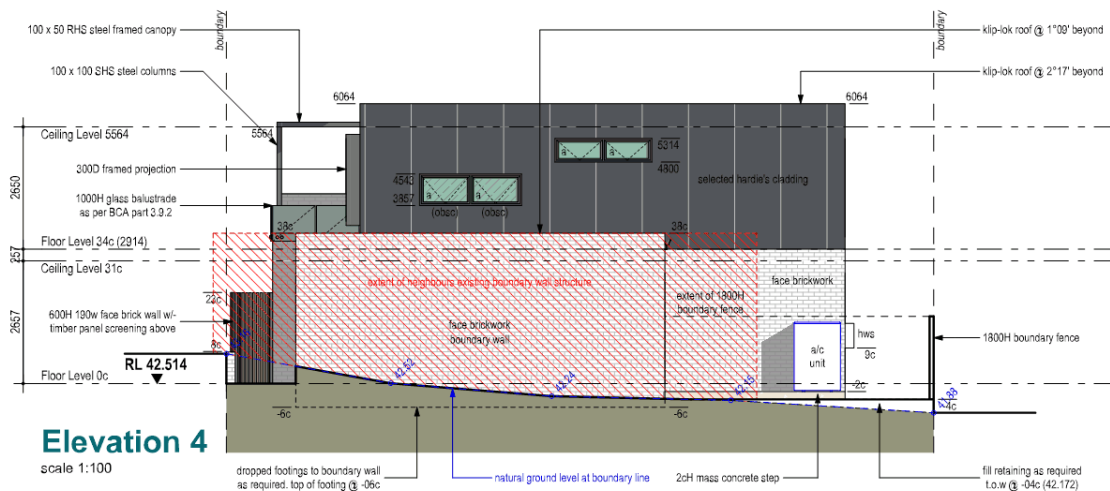 boundary
boundary
100 x 50 RHS steel framed canopy
klip-lok roof @ 1°09' beyond
100 x 100 SHS steel columns
klip-lok roof @ 2°17' beyond
6064
6064
Ceiling Level 5564
5564
300D framed projection
a
a
5314
4800
2650
4543
3857
a
a
(obsc)
(obsc)
selected hardie's cladding
1000H glass balustrade
as per BCA part 3.9.2
38c
38c
Floor Level 34c (2914)
257
Ceiling Level 31c
extent of neighbours existing boundary wall structure
face brickwork
22c
extent of 1800H
boundary fence
600H 190w face brick wall w/-
timber panel screening above
face brickwork
boundary wall
2657
hws
9c
a/c
unit
1800H boundary fence
8c
RL 42.514
Floor Level 0c
42.52
42.24
42.15
-2c
41.88
-4c
-6c
-6c
Elevation 4
scale 1:100
dropped footings to boundary wall
as required. top of footing @ -06c
natural ground level at boundary line
2cH mass concrete step
fill retaining as required
t.o.w @ -04c (42.172)